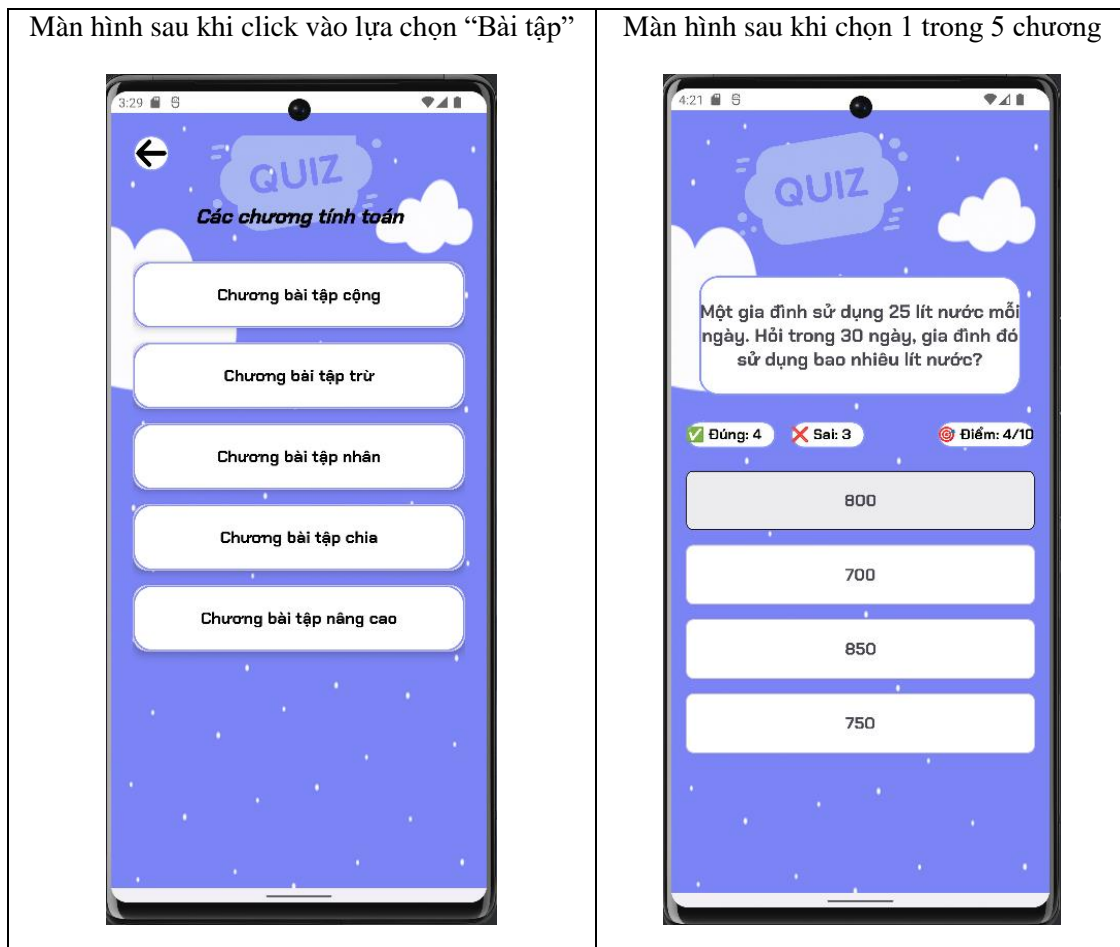 Màn hình sau khi click vào lựa chọn “Bài tập”
3:29
QUIZ
Các chương tính toán
Chương bài tập cộng
Chương bài tập trừ
Chương bài tập nhân
Chương bài tập chia
Chương bài tập nâng cao
Màn hình sau khi chọn 1 trong 5 chương
4:21
QUIZ
Một gia đình sử dụng 25 lít nước mỗi
ngày. Hỏi trong 30 ngày, gia đình đó
sử dụng bao nhiêu lít nước?
✅ Đúng: 4 ❌ Sai: 3 🎯 Điểm: 4/10
800
700
850
750